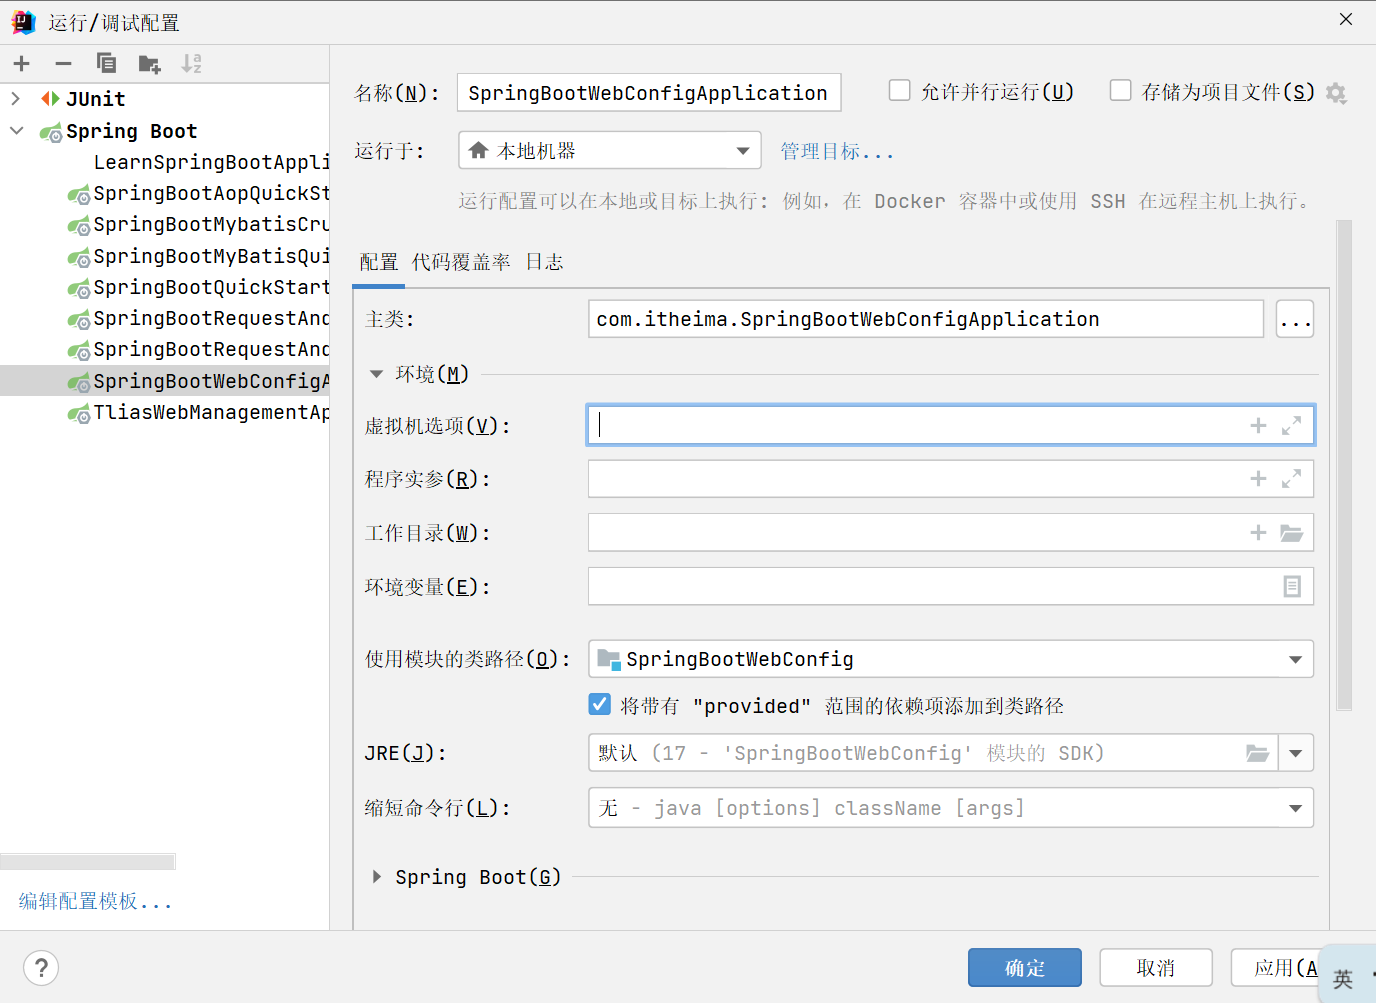 运行/调试配置
JUnit
Spring Boot
LearnSpringBootAppli
SpringBootAopQuickSt
SpringBootMybatisCru
SpringBootMyBatisQui
SpringBootQuickStart
SpringBootRequestAnd
SpringBootRequestAnd
SpringBootWebConfigA
TliasWebManagementAp
编辑配置模板...
名称(N):
SpringBootWebConfigApplication
允许并行运行(U)
存储为项目文件(S)
运行于:
本地机器
管理目标...
运行配置可以在本地或目标上执行: 例如，在 Docker 容器中或使用 SSH 在远程主机上执行。
配置 代码覆盖率 日志
主类:
com.itheima.SpringBootWebConfigApplication
...
环境(M)
虚拟机选项(V):
程序实参(R):
工作目录(W):
环境变量(E):
使用模块的类路径(O):
SpringBootWebConfig
将带有 "provided" 范围的依赖项添加到类路径
JRE(J):
默认 (17 - 'SpringBootWebConfig' 模块的 SDK)
缩短命令行(L):
无 - java [options] className [args]
Spring Boot(G)
?
确定
取消
应用(A
英